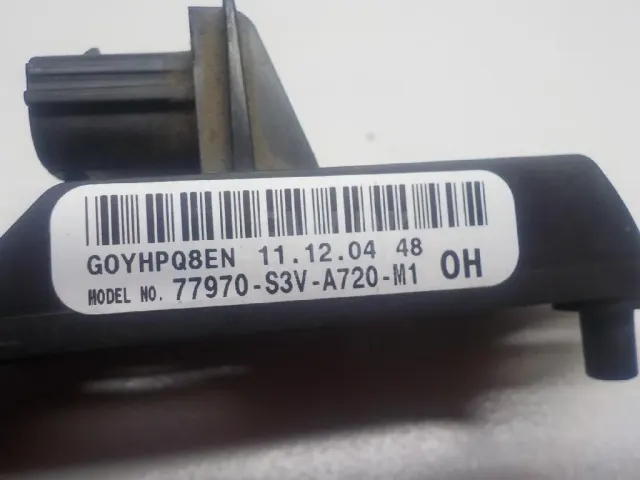 G0YHPQ8EN 11.12.04 48
MODEL NO. 77970-S3V-A720-M1 OH